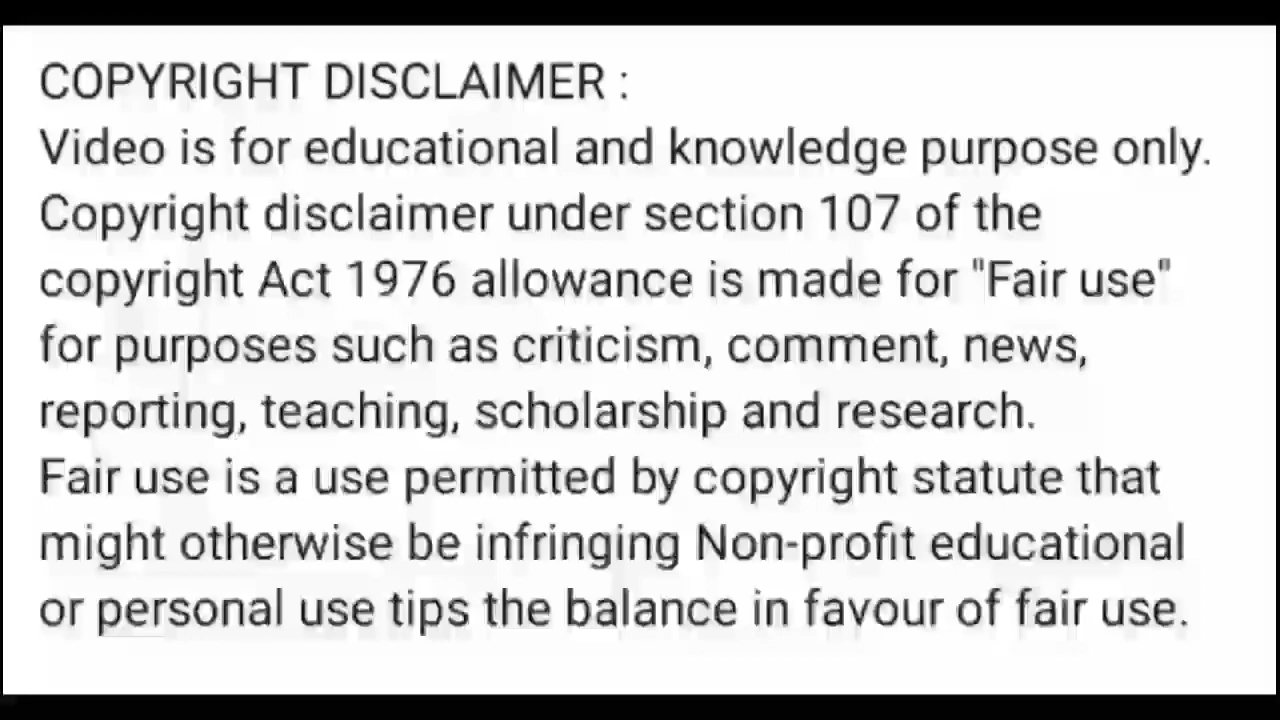 COPYRIGHT DISCLAIMER :
Video is for educational and knowledge purpose only.
Copyright disclaimer under section 107 of the
copyright Act 1976 allowance is made for "Fair use"
for purposes such as criticism, comment, news,
reporting, teaching, scholarship and research.
Fair use is a use permitted by copyright statute that
might otherwise be infringing Non-profit educational
or personal use tips the balance in favour of fair use.